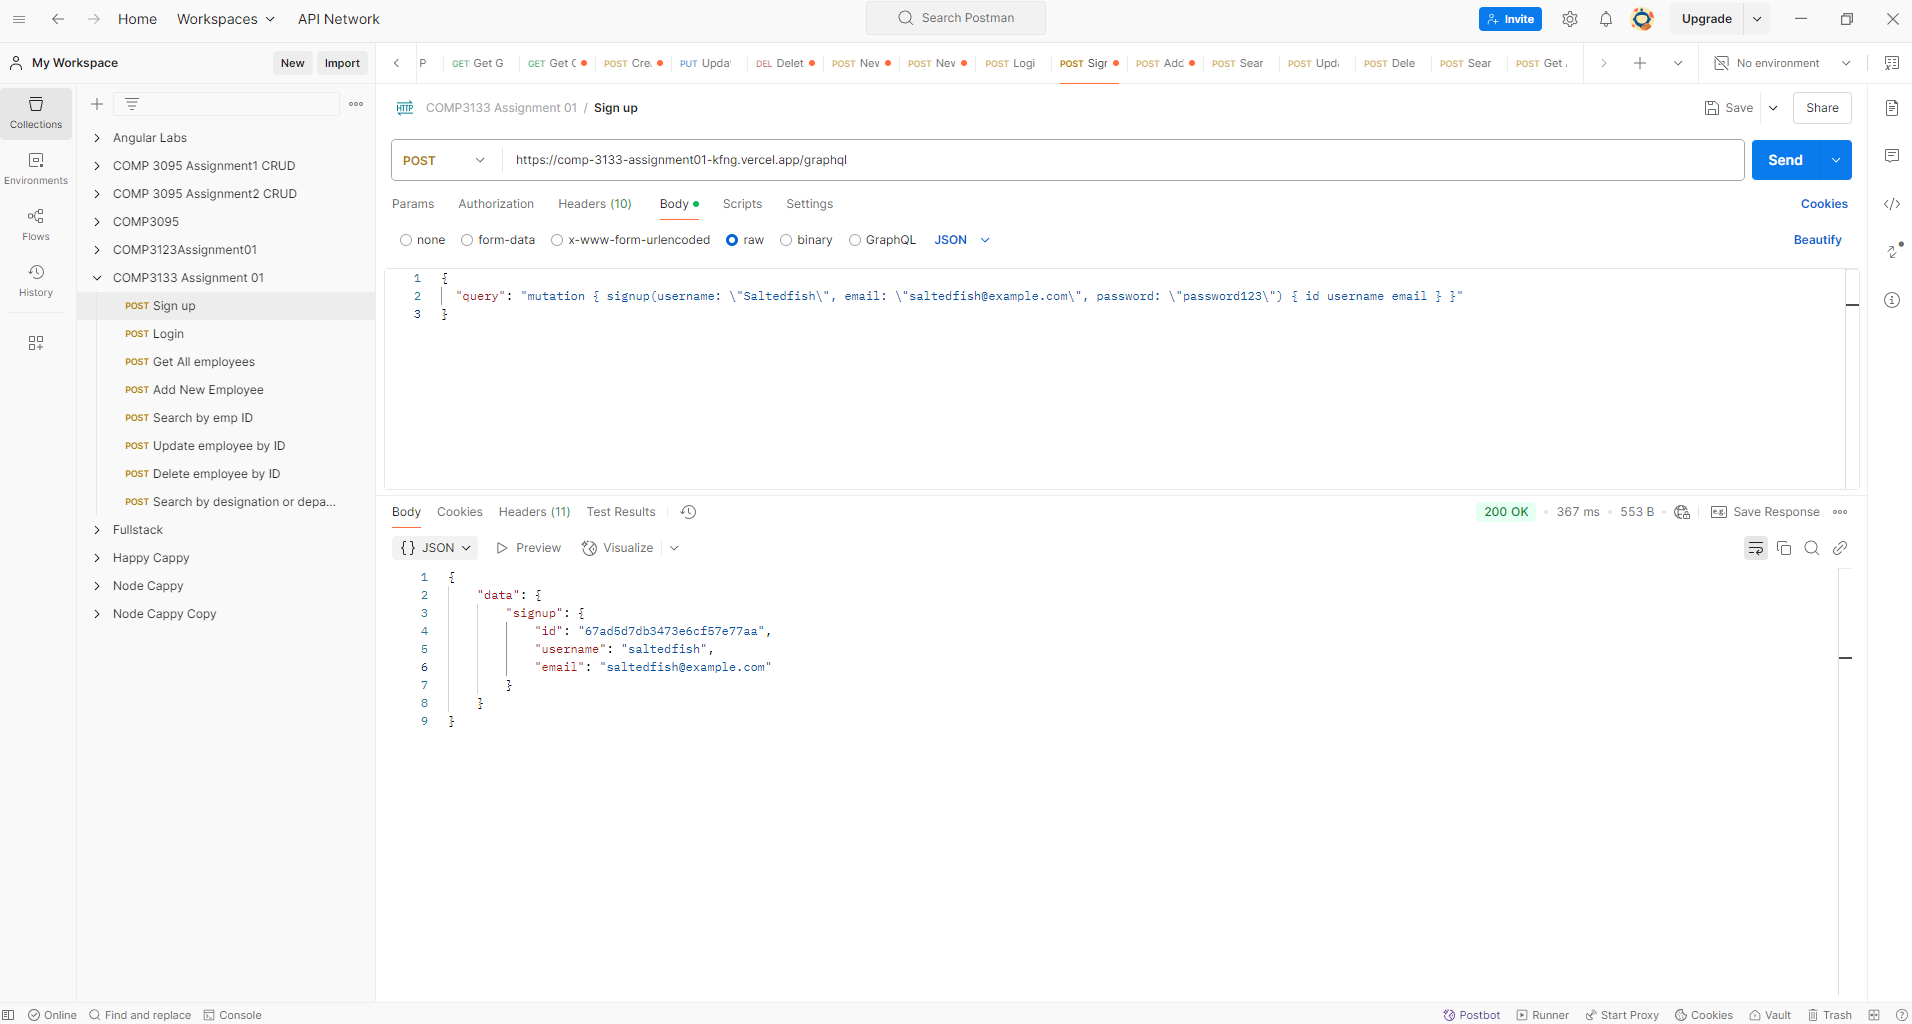 Home Workspaces API Network Search Postman Invite Upgrade
My Workspace New Import P GET Get G GET Get C POST Cre PUT Updat DEL Delet POST New POST New POST Logi POST Sign POST Add POST Sear POST Upda POST Dele POST Sear POST Get No environment
Collections
Environments
Flows
History
Angular Labs
COMP 3095 Assignment1 CRUD
COMP 3095 Assignment2 CRUD
COMP3095
COMP3123Assignment01
COMP3133 Assignment 01
POST Sign up
POST Login
POST Get All employees
POST Add New Employee
POST Search by emp ID
POST Update employee by ID
POST Delete employee by ID
POST Search by designation or depa...
Fullstack
Happy Cappy
Node Cappy
Node Cappy Copy
HTTP COMP3133 Assignment 01 / Sign up Save Share
POST https://comp-3133-assignment01-kfng.vercel.app/graphql Send
Params Authorization Headers (10) Body Scripts Settings Cookies
none form-data x-www-form-urlencoded raw binary GraphQL JSON Beautify
1 {
2 "query": "mutation { signup(username: \"Saltedfish\", email: \"saltedfish@example.com\", password: \"password123\") { id username email } }"
3 }
Body Cookies Headers (11) Test Results 200 OK 367 ms 553 B Save Response
{} JSON Preview Visualize
1 {
2 "data": {
3 "signup": {
4 "id": "67ad5d7db3473e6cf57e77aa",
5 "username": "saltedfish",
6 "email": "saltedfish@example.com"
7 }
8 }
9 }
Online Find and replace Console Postbot Runner Start Proxy Cookies Vault Trash